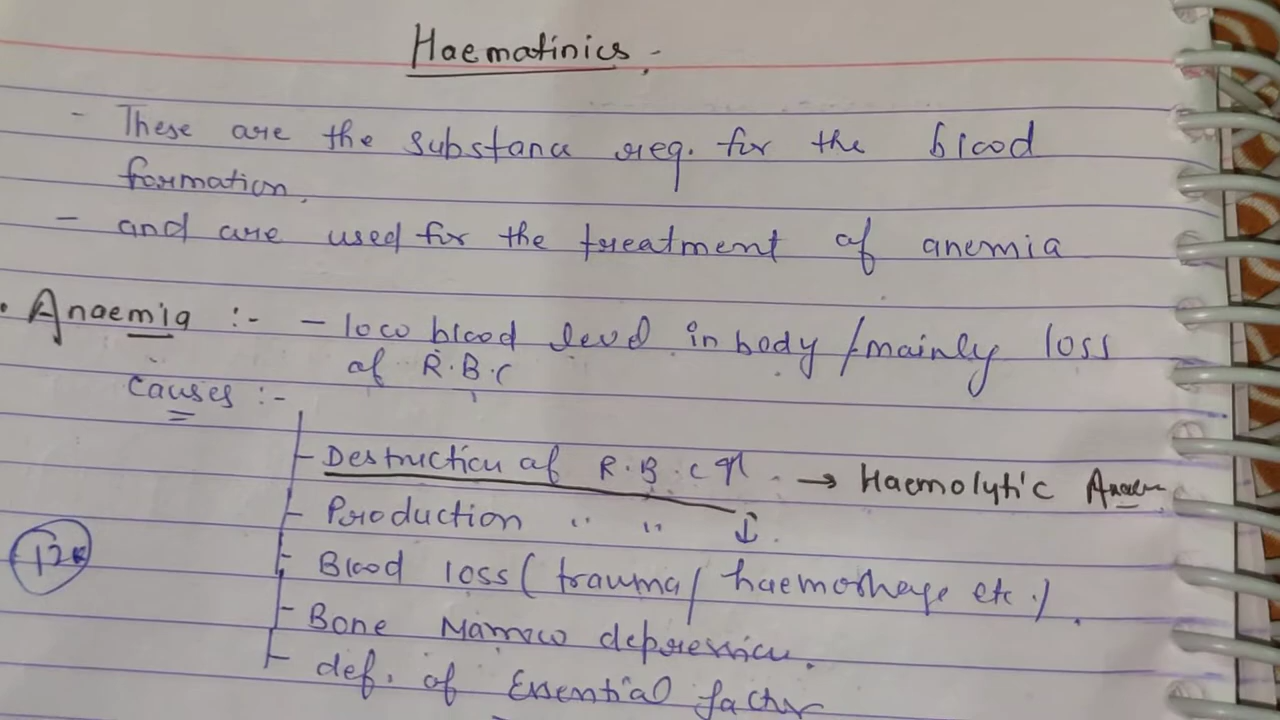 Haematinics.
- These are the substance req. for the blood
formation.
- and are used for the treatment of anemia
• Anaemia :- - low blood level in body / mainly loss
of R.B.C
Causes :-
Destruction of R.B.C ↑ → Haemolytic Anaem
Production " " ↓.
Blood loss ( trauma / haemorhage etc.)
Bone Marrow depression.
def. of Essential factor